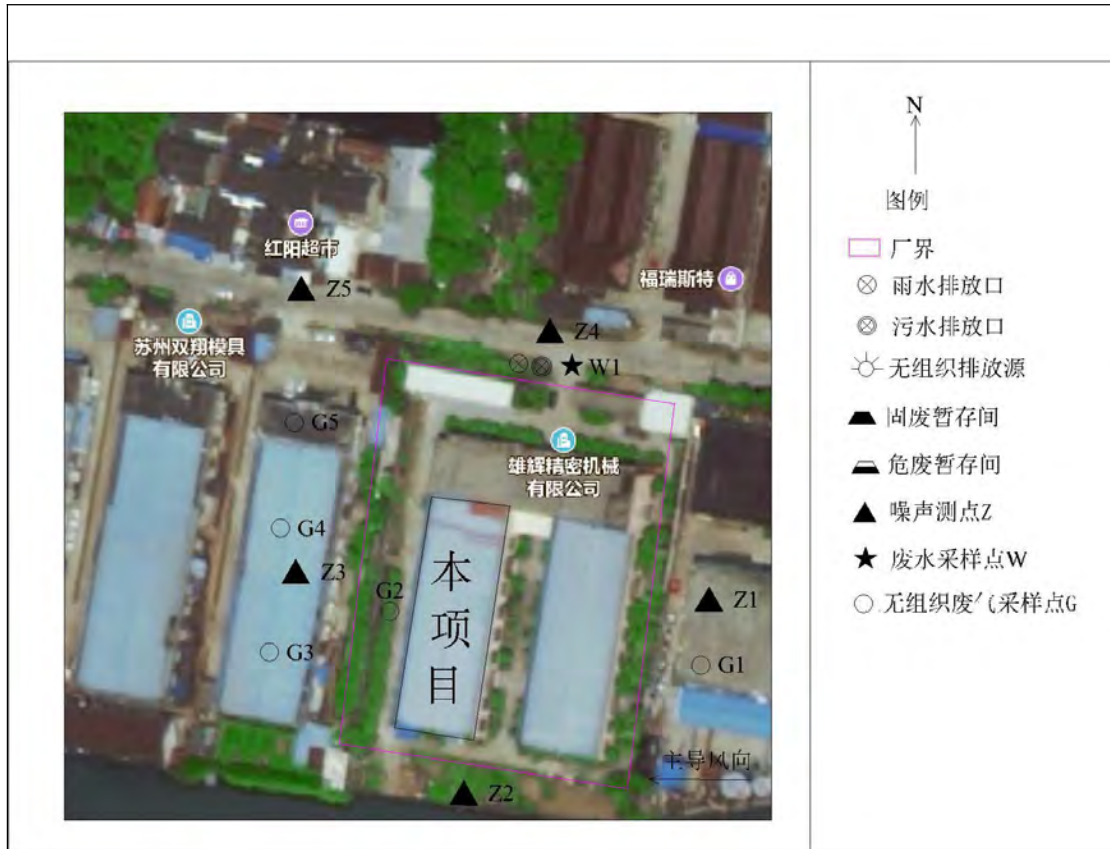 N
图例
厂界
雨水排放口
污水排放口
无组织排放源
固废暂存间
危废暂存间
噪声测点Z
废水采样点W
无组织废气采样点G
红阳超市
Z5
福瑞斯特
苏州双翔模具
有限公司
Z4
W1
G5
雄辉精密机械
有限公司
G4
Z3
G2
本项目
Z1
G3
G1
主导风向
Z2